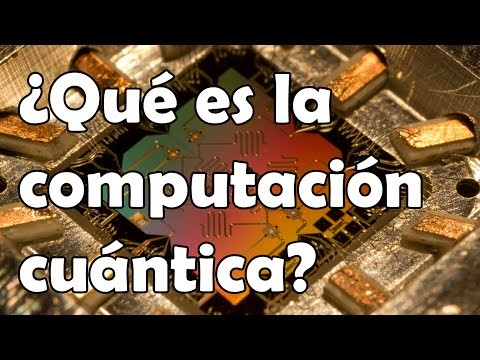 ¿Qué es la
computación
cuántica?